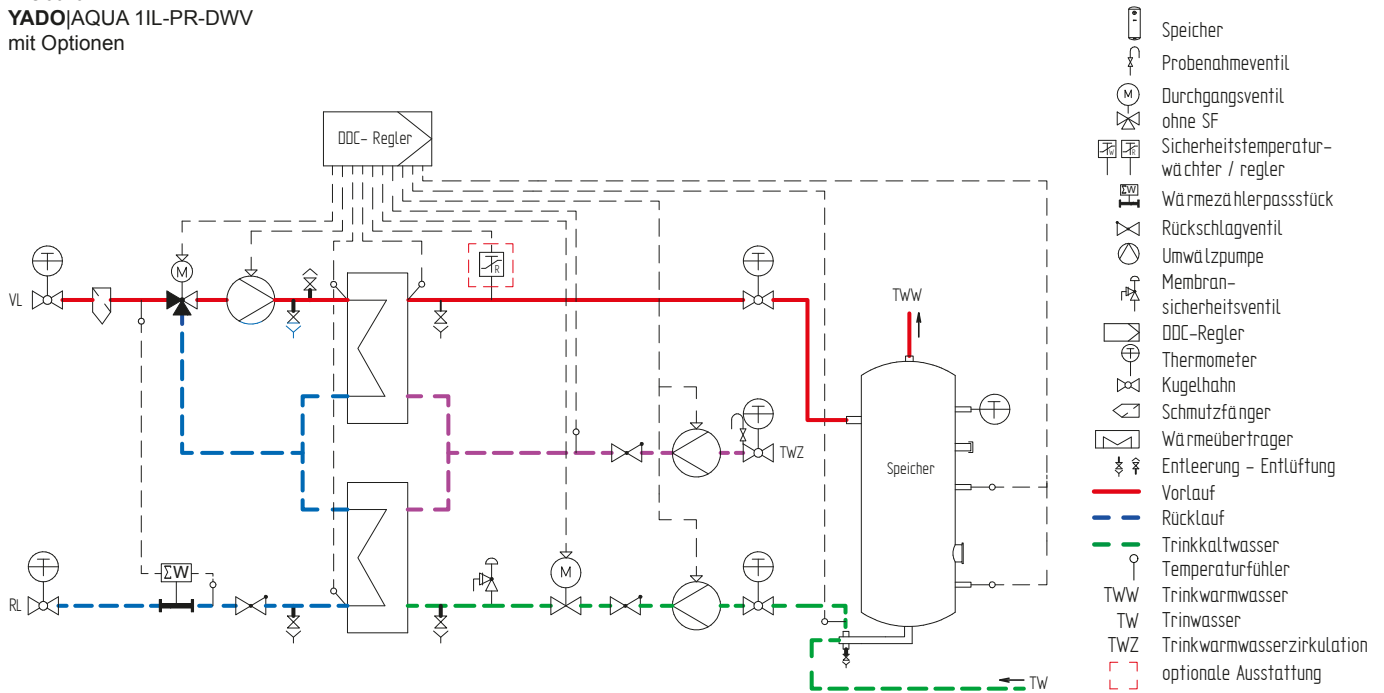 YADO|AQUA 1IL-PR-DWV
mit Optionen
DDC- Regler
M
T
VL
R
T
TWW
T
T
TWZ
Speicher
T
ΣW
RL
M
T
TW
Speicher
Probenahmeventil
M
Durchgangsventil
ohne SF
W
R
Sicherheitstemperatur-
wächter / regler
ΣW
Wärmezählerpassstück
Rückschlagventil
Umwälzpumpe
Membran-
sicherheitsventil
DDC-Regler
T
Thermometer
Kugelhahn
Schmutzfänger
Wärmeübertrager
Entleerung - Entlüftung
Vorlauf
Rücklauf
Trinkkaltwasser
Temperaturfühler
TWW Trinkwarmwasser
TW Trinwasser
TWZ Trinkwarmwasserzirkulation
optionale Ausstattung